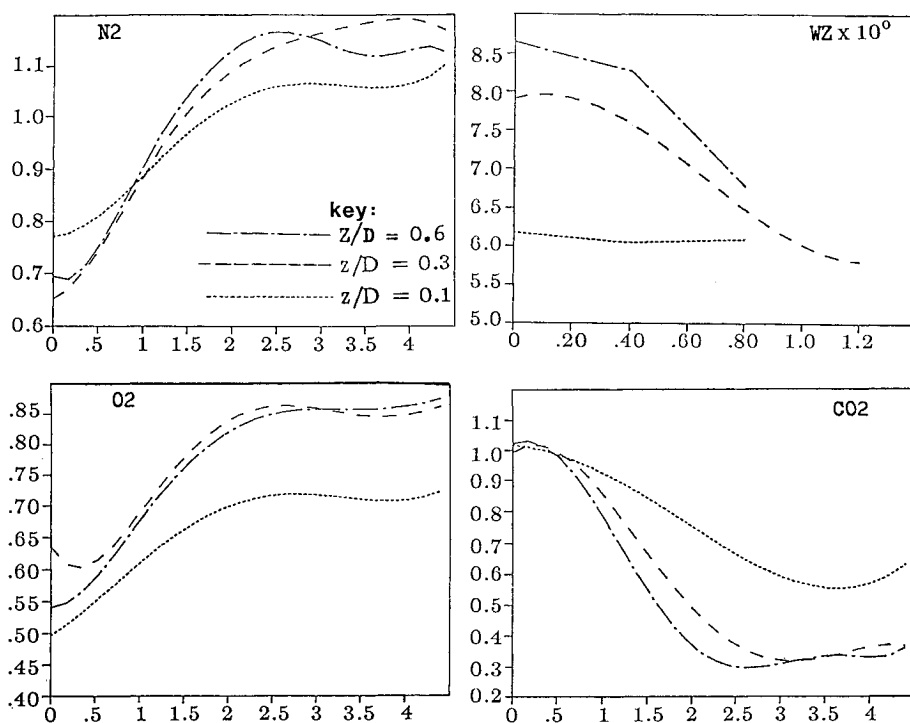 N2
1.1
1.0
0.9
0.8
0.7
0.6
0 .5 1 1.5 2 2.5 3 3.5 4
key:
Z/D = 0.6
z/D = 0.3
z/D = 0.1
WZ x 10⁰
8.5
8.0
7.5
7.0
6.5
6.0
5.5
5.0
0 .20 .40 .60 .80 1.0 1.2
O2
.85
.80
.75
.70
.65
.60
.55
.50
.45
.40
0 .5 1 1.5 2 2.5 3 3.5 4
CO2
1.1
1.0
0.9
0.8
0.7
0.6
0.5
0.4
0.3
0.2
0 .5 1 1.5 2 2.5 3 3.5 4